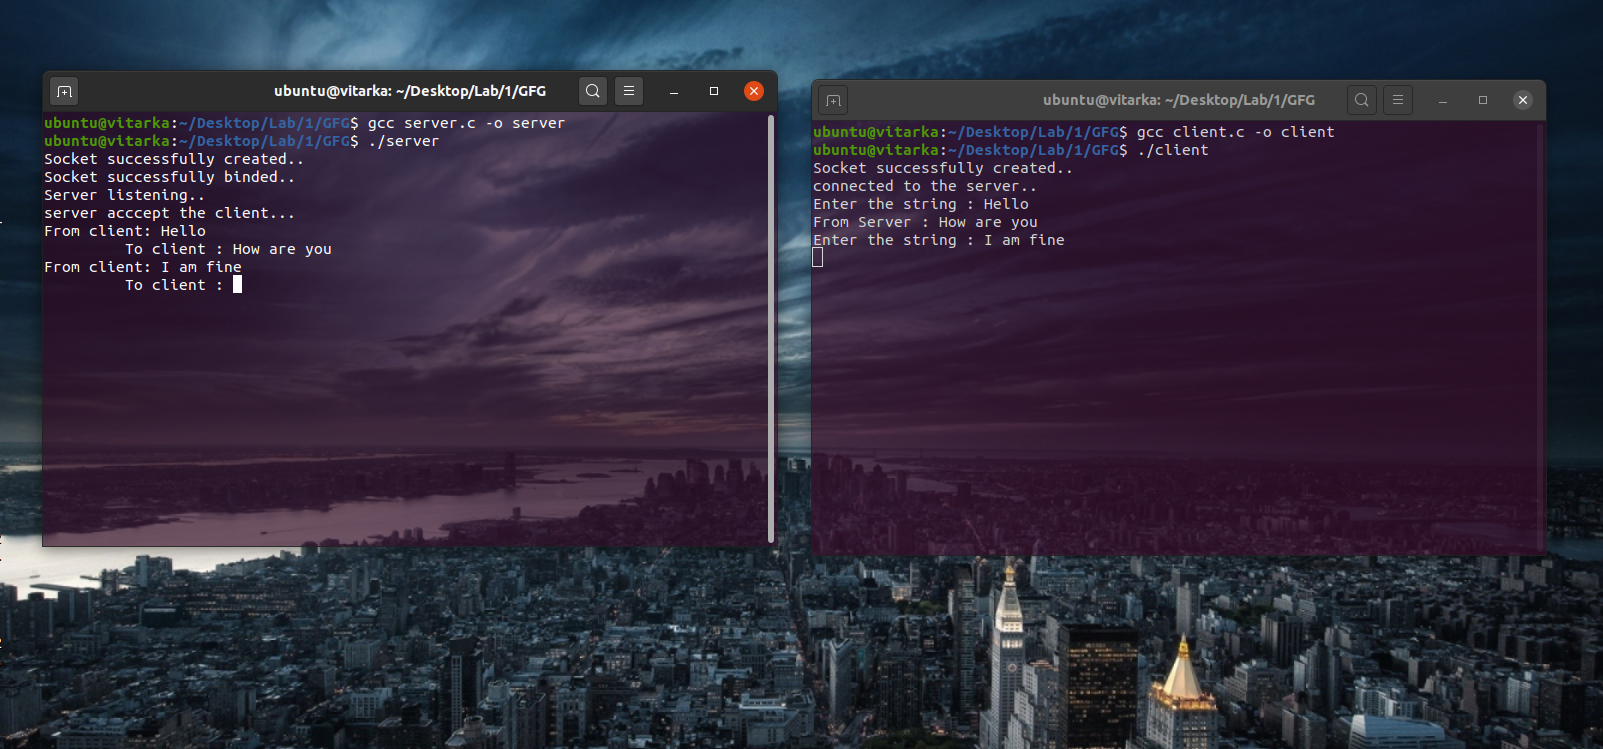 ubuntu@vitarka: ~/Desktop/Lab/1/GFG
ubuntu@vitarka:~/Desktop/Lab/1/GFG$ gcc server.c -o server
ubuntu@vitarka:~/Desktop/Lab/1/GFG$ ./server
Socket successfully created..
Socket successfully binded..
Server listening..
server acccept the client...
From client: Hello
To client : How are you
From client: I am fine
To client :
ubuntu@vitarka: ~/Desktop/Lab/1/GFG
ubuntu@vitarka:~/Desktop/Lab/1/GFG$ gcc client.c -o client
ubuntu@vitarka:~/Desktop/Lab/1/GFG$ ./client
Socket successfully created..
connected to the server..
Enter the string : Hello
From Server : How are you
Enter the string : I am fine